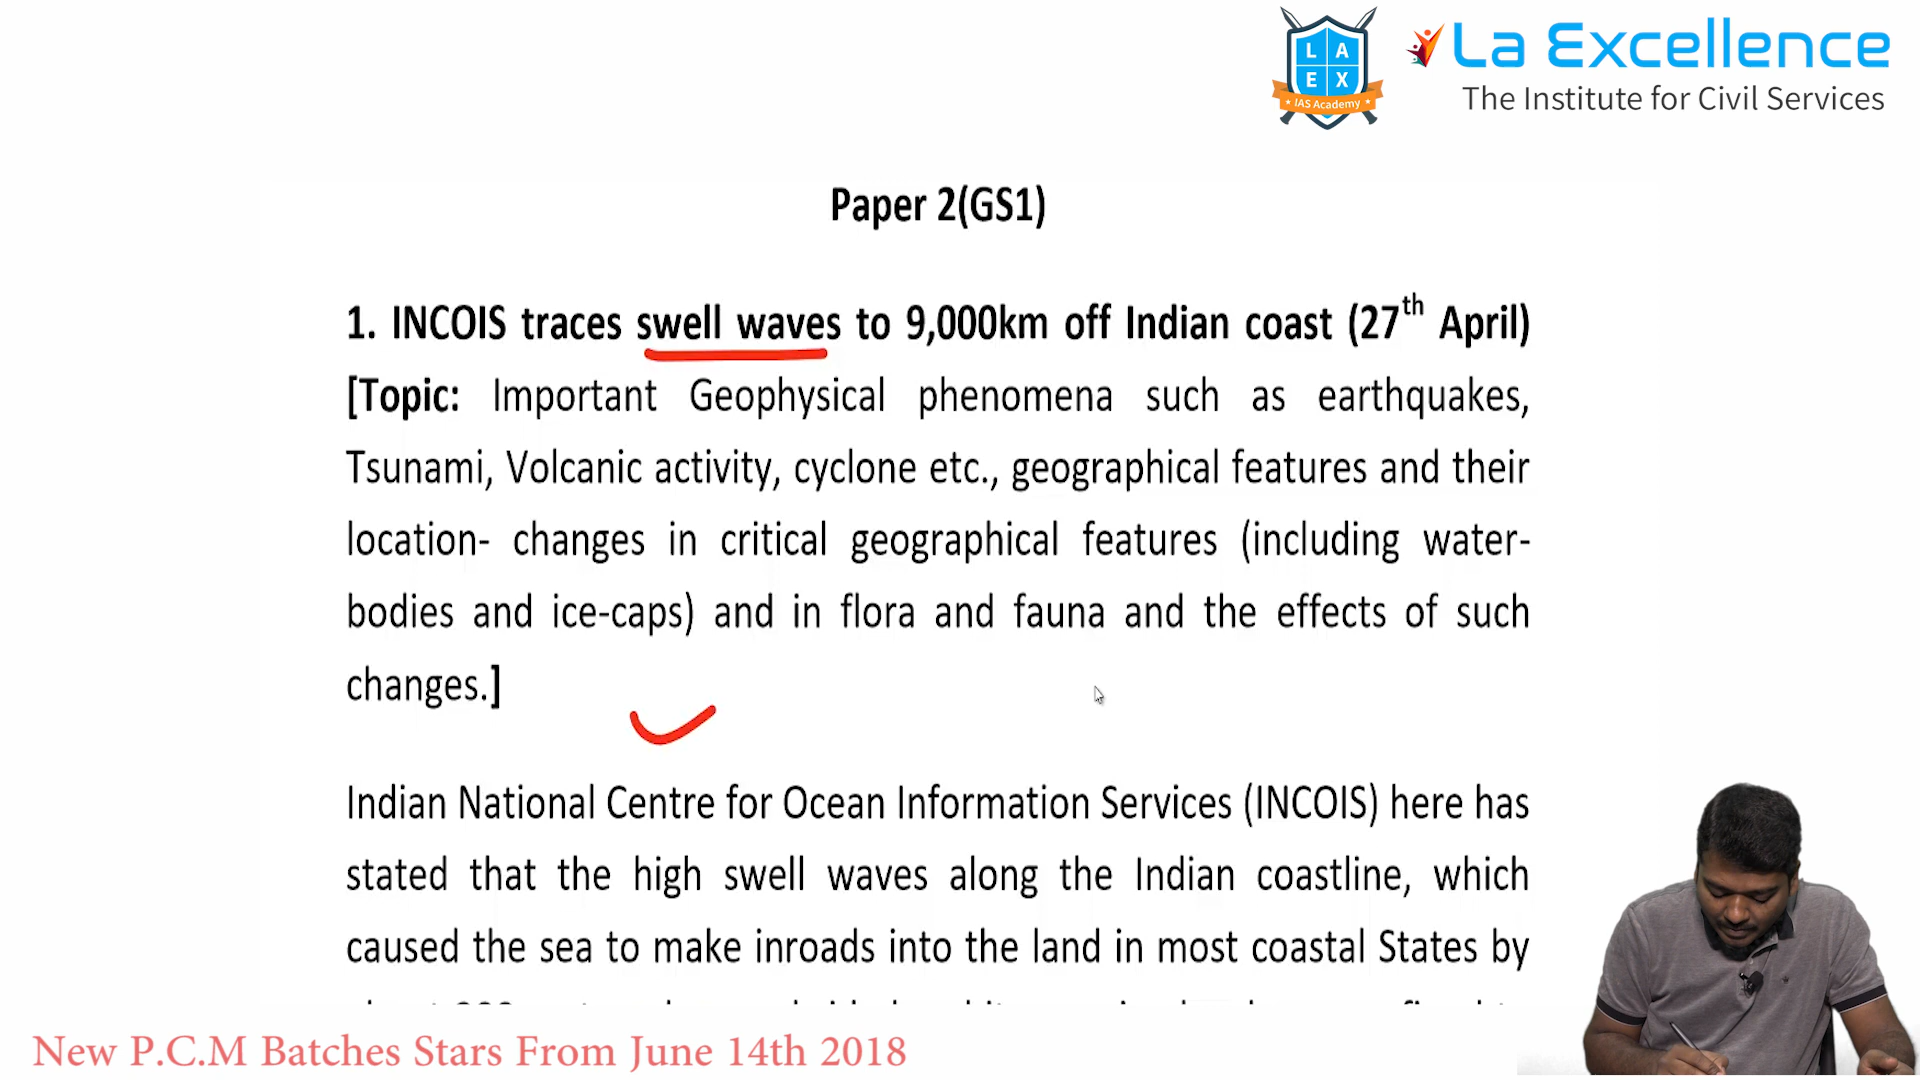 L A
E X
IAS Academy
La Excellence
The Institute for Civil Services
Paper 2(GS1)
1. INCOIS traces swell waves to 9,000km off Indian coast (27th April)
[Topic: Important Geophysical phenomena such as earthquakes,
Tsunami, Volcanic activity, cyclone etc., geographical features and their
location- changes in critical geographical features (including water-
bodies and ice-caps) and in flora and fauna and the effects of such
changes.]
Indian National Centre for Ocean Information Services (INCOIS) here has
stated that the high swell waves along the Indian coastline, which
caused the sea to make inroads into the land in most coastal States by
New P.C.M Batches Stars From June 14th 2018